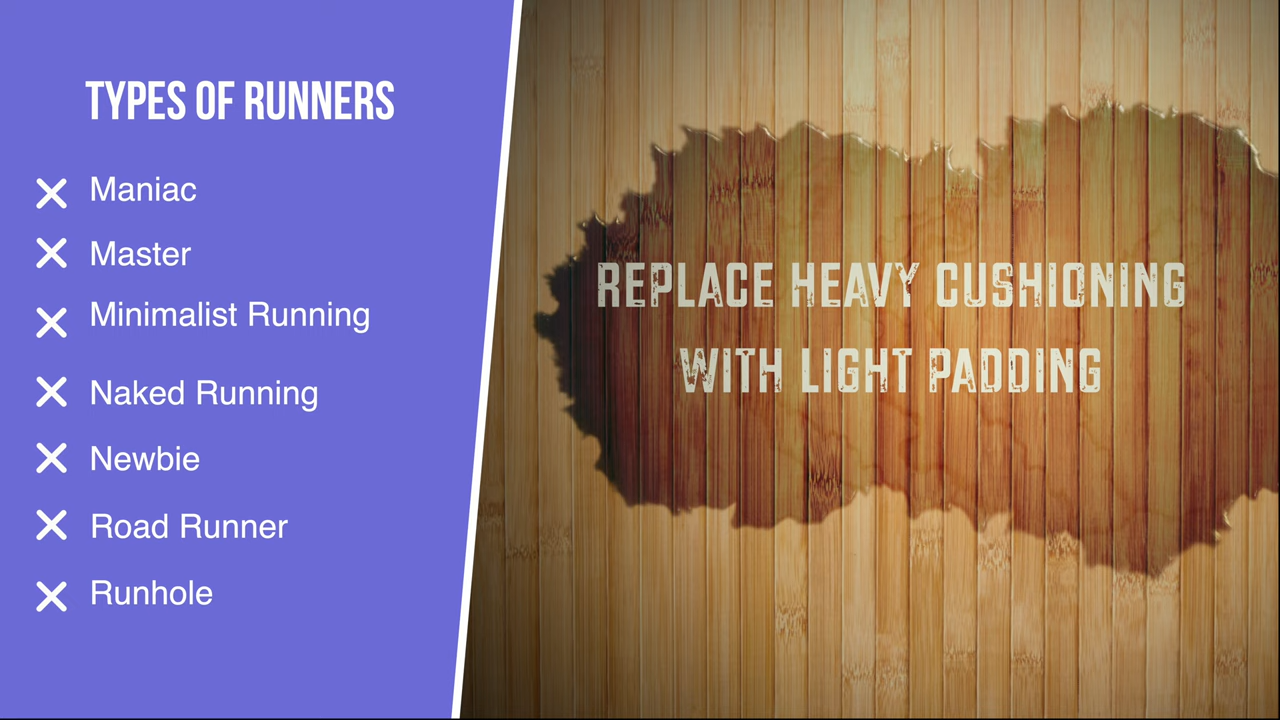 TYPES OF RUNNERS
Maniac
Master
Minimalist Running
Naked Running
Newbie
Road Runner
Runhole
REPLACE HEAVY CUSHIONING
WITH LIGHT PADDING